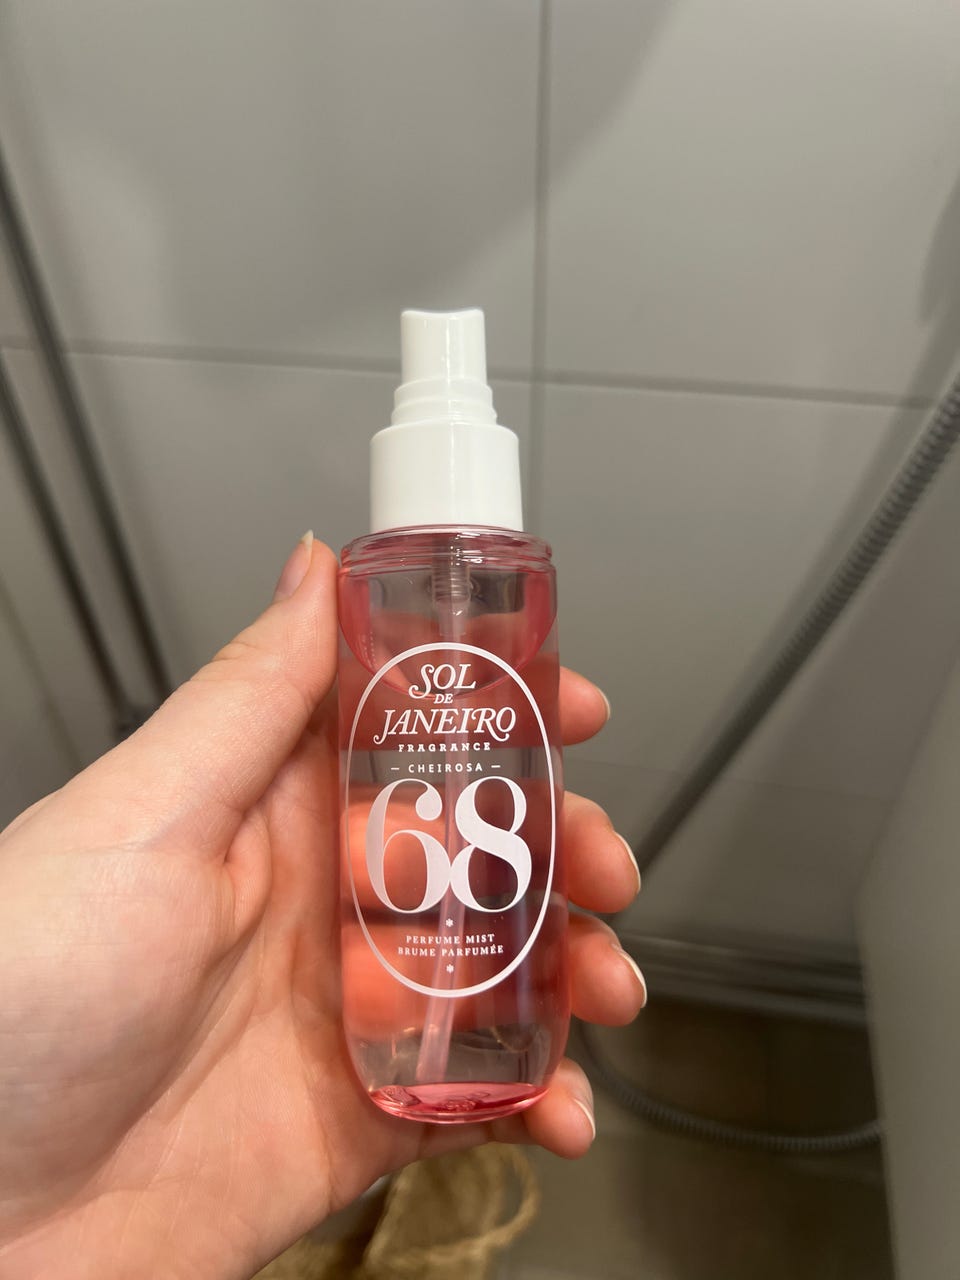 SOL
DE
JANEIRO
FRAGRANCE
– CHEIROSA –
68
PERFUME MIST
BRUME PARFUMÉE